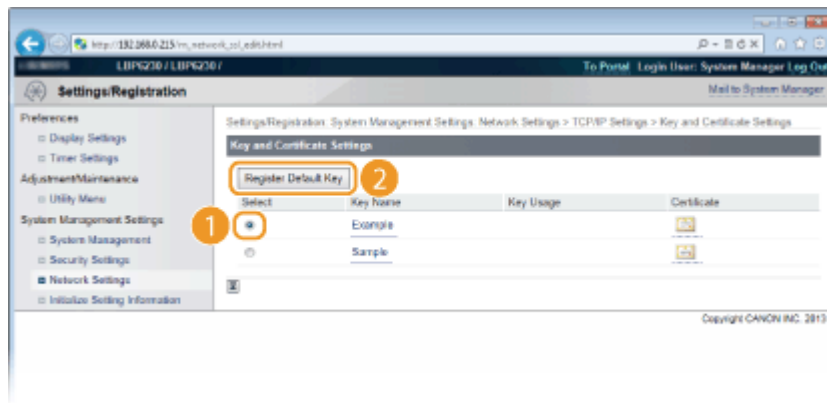 http://192.168.0.215/m_network_ssl_edit.html
LBP6230 / LBP6230 /
To Portal Login User: System Manager Log Out
Settings/Registration
Mail to System Manager
Preferences
Display Settings
Timer Settings
Adjustment/Maintenance
Utility Menu
System Management Settings
System Management
Security Settings
Network Settings
Initialize Setting Information
Settings/Registration: System Management Settings: Network Settings > TCP/IP Settings > Key and Certificate Settings
Key and Certificate Settings
Register Default Key
2
Select Key Name Key Usage Certificate
1
Example
Sample
Copyright CANON INC. 2013